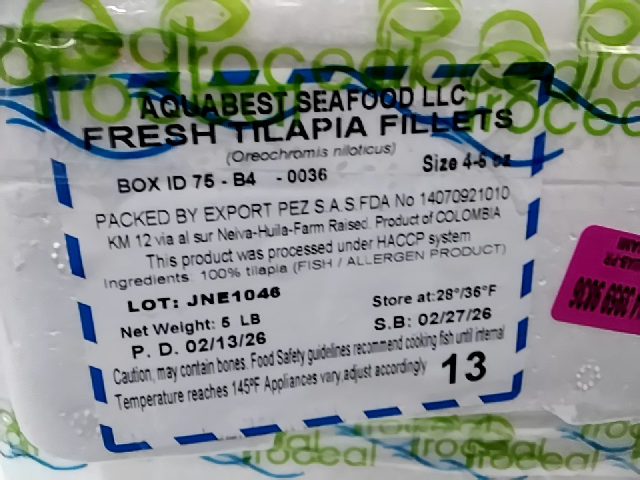 AQUABEST SEAFOOD LLC
FRESH TILAPIA FILLETS
(Oreochromis niloticus)
Size 4-6 oz
BOX ID 75 - B4 - 0036
PACKED BY EXPORT PEZ S.A.S.FDA No 14070921010
KM 12 via al sur Neiva-Huila-Farm Raised. Product of COLOMBIA
This product was processed under HACCP system
Ingredients: 100% tilapia (FISH / ALLERGEN PRODUCT)
LOT: JNE1046
Store at:28°/36°F
Net Weight: 5 LB
S.B: 02/27/26
P. D. 02/13/26
Caution, may contain bones. Food Safety guidelines recommend cooking fish until internal
Temperature reaches 145ºF Appliances vary,adjust accordingly
13
troceal
troceal